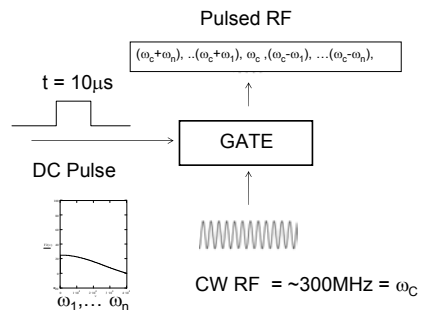 Pulsed RF
(ωc+ωn), ..(ωc+ω1), ωc ,(ωc-ω1), …(ωc-ωn),
t = 10μs
GATE
DC Pulse
ω1,… ωn
CW RF = ~300MHz = ωC